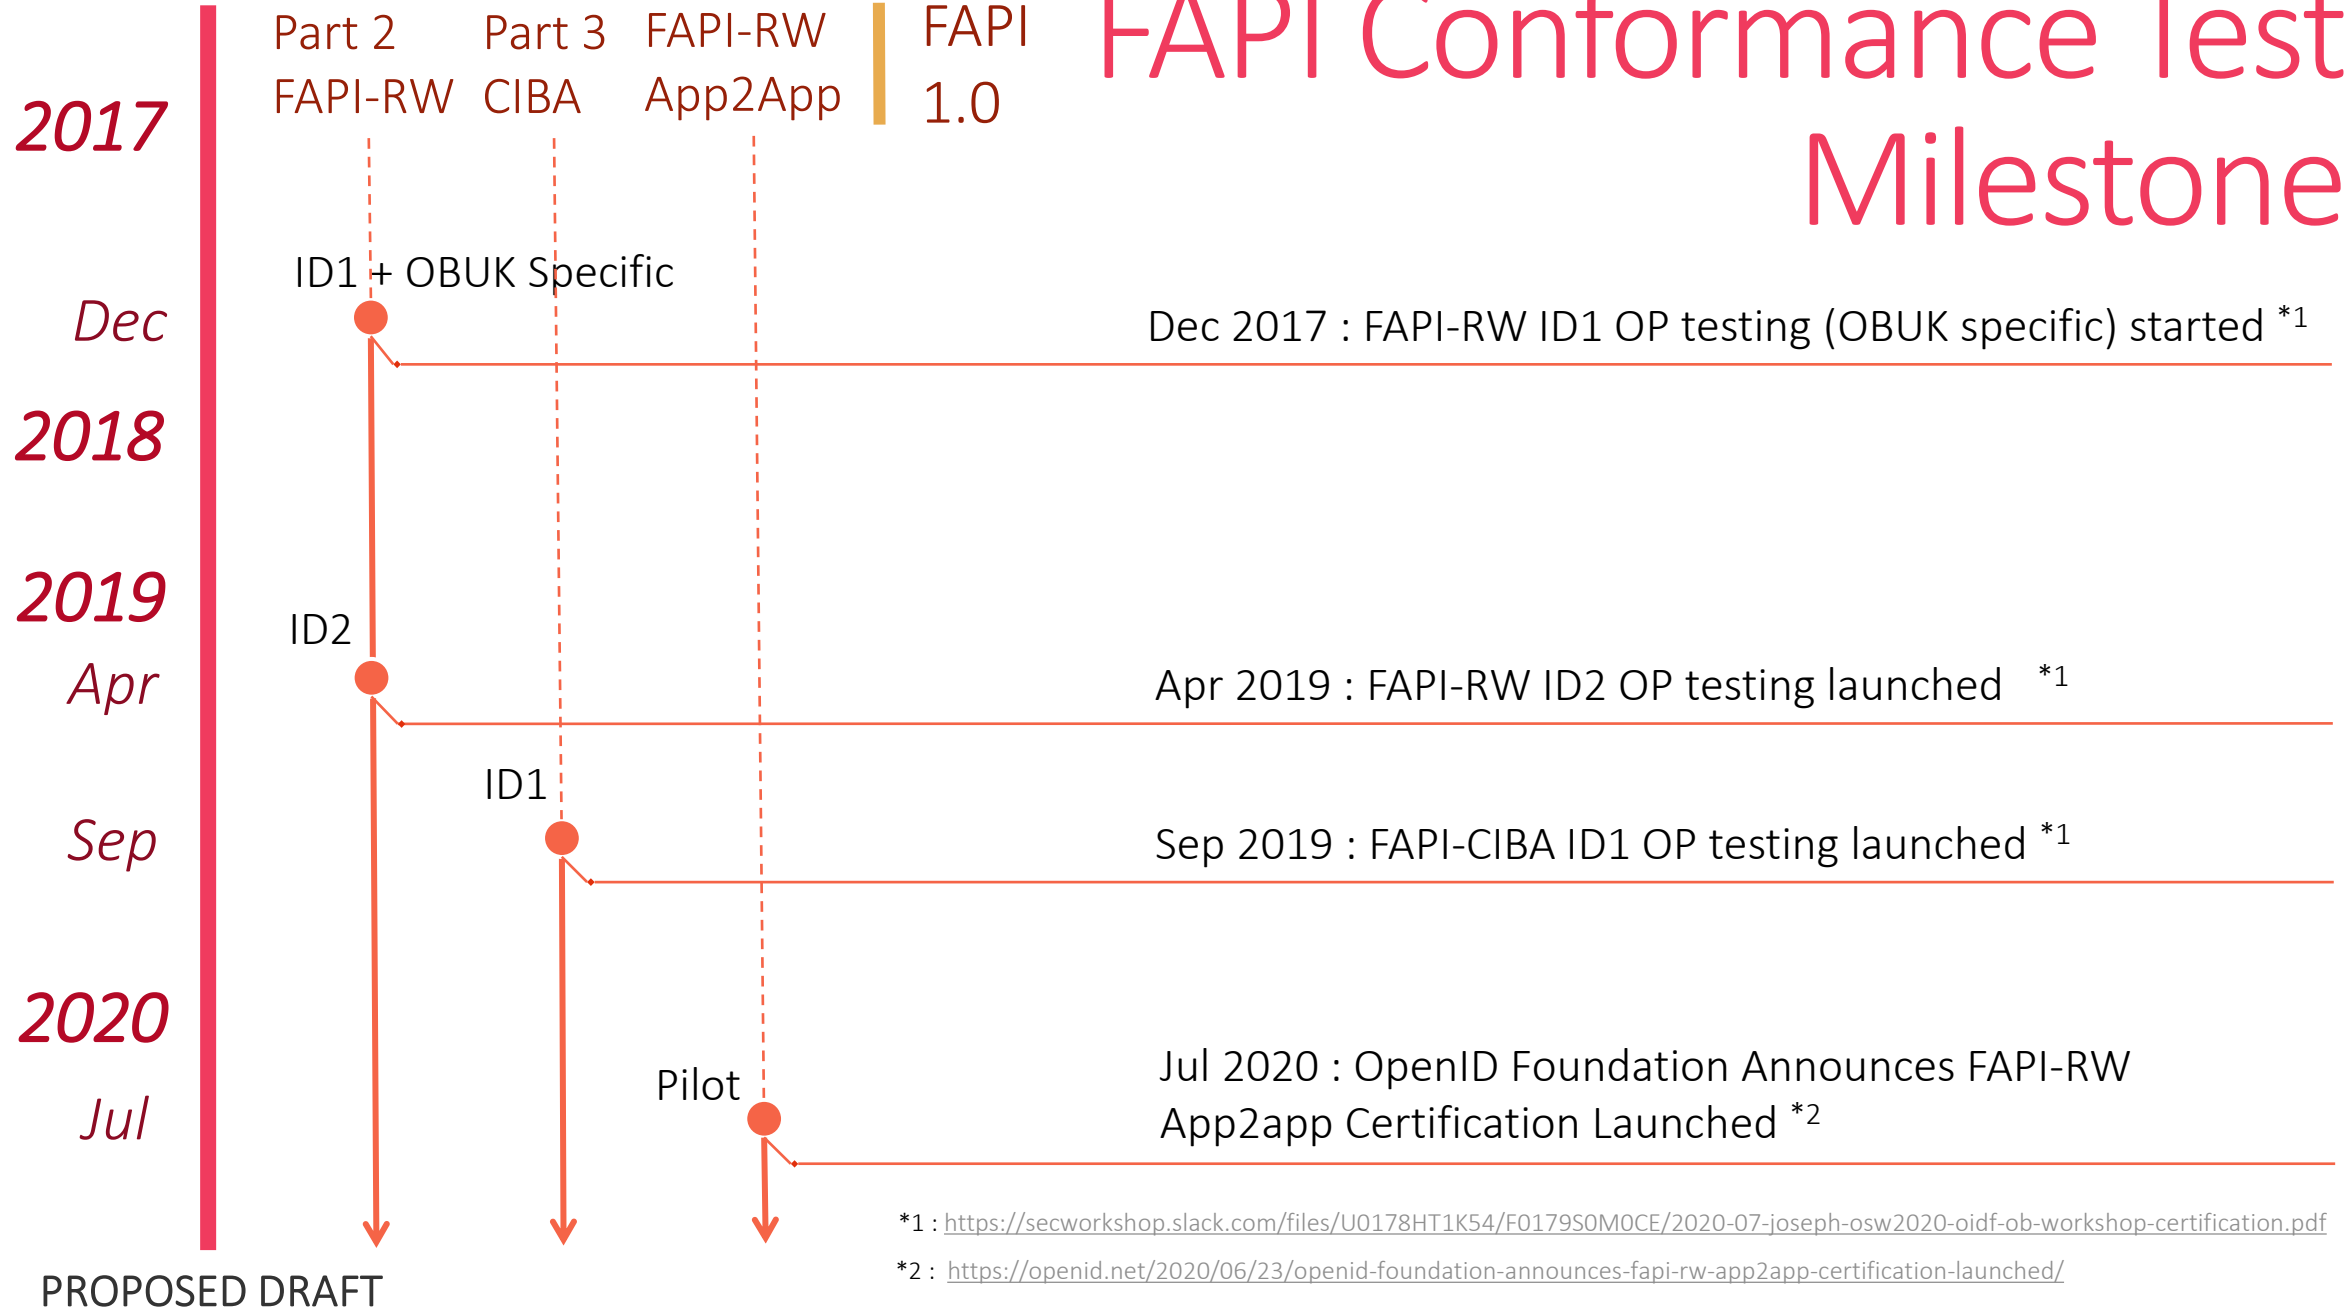 FAPI Conformance Test
Milestone
Part 2
FAPI-RW
Part 3
CIBA
FAPI-RW
App2App
FAPI
1.0
2017
ID1 + OBUK Specific
Dec
Dec 2017 : FAPI-RW ID1 OP testing (OBUK specific) started *1
2018
2019
ID2
Apr
Apr 2019 : FAPI-RW ID2 OP testing launched *1
ID1
Sep
Sep 2019 : FAPI-CIBA ID1 OP testing launched *1
2020
Pilot
Jul
Jul 2020 : OpenID Foundation Announces FAPI-RW
App2app Certification Launched *2
*1 : https://secworkshop.slack.com/files/U0178HT1K54/F0179S0M0CE/2020-07-joseph-osw2020-oidf-ob-workshop-certification.pdf
*2 : https://openid.net/2020/06/23/openid-foundation-announces-fapi-rw-app2app-certification-launched/
PROPOSED DRAFT